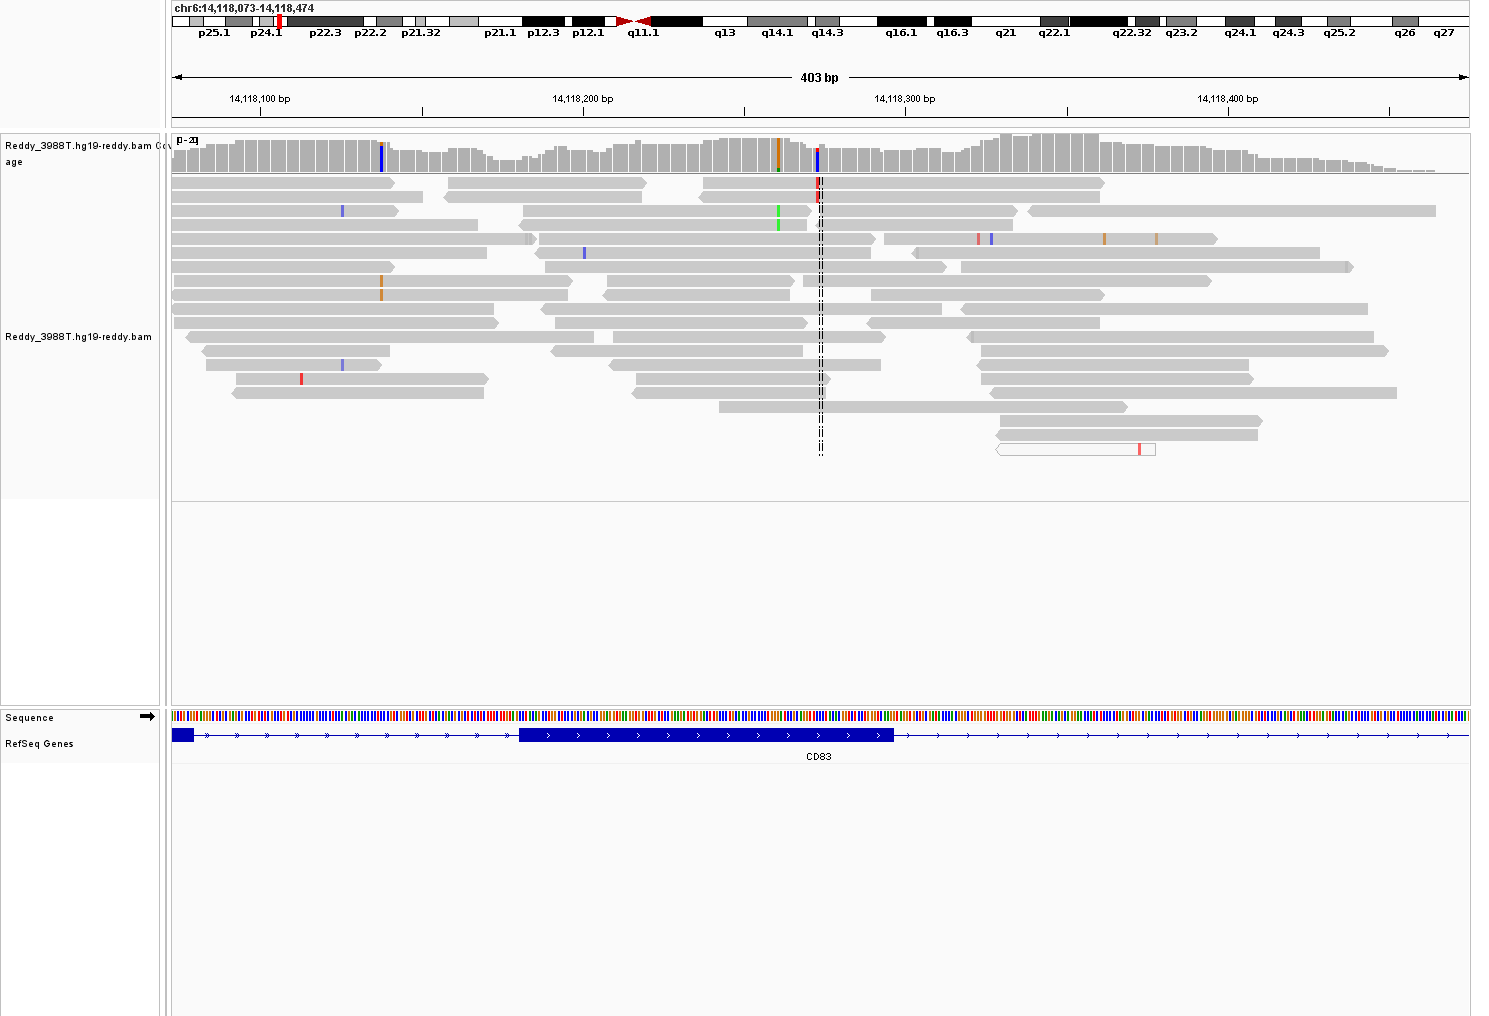 chr6:14,118,073-14,118,474
p25.1 p24.1 p22.3 p22.2 p21.32 p21.1 p12.3 p12.1 q11.1 q13 q14.1 q14.3 q16.1 q16.3 q21 q22.1 q22.32 q23.2 q24.1 q24.3 q25.2 q26 q27
403 bp
14,118,100 bp 14,118,200 bp 14,118,300 bp 14,118,400 bp
[0 - 20]
Reddy_3988T.hg19-reddy.bam Cov
age
Reddy_3988T.hg19-reddy.bam
Sequence
RefSeq Genes
CD83